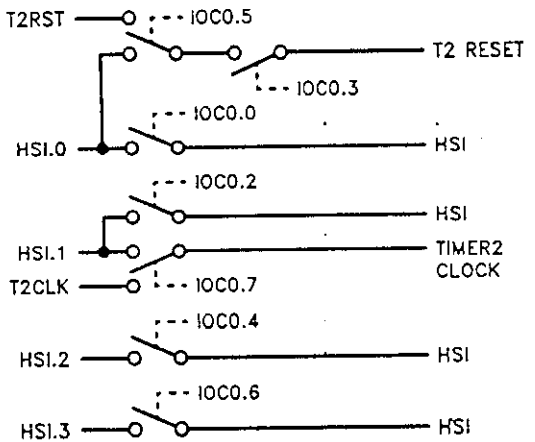 T2RST
IOC0.5
T2 RESET
IOC0.3
IOC0.0
HSI.0
HSI
IOC0.2
HSI
HSI.1
TIMER2
CLOCK
T2CLK
IOC0.7
IOC0.4
HSI.2
HSI
IOC0.6
HSI.3
HSI